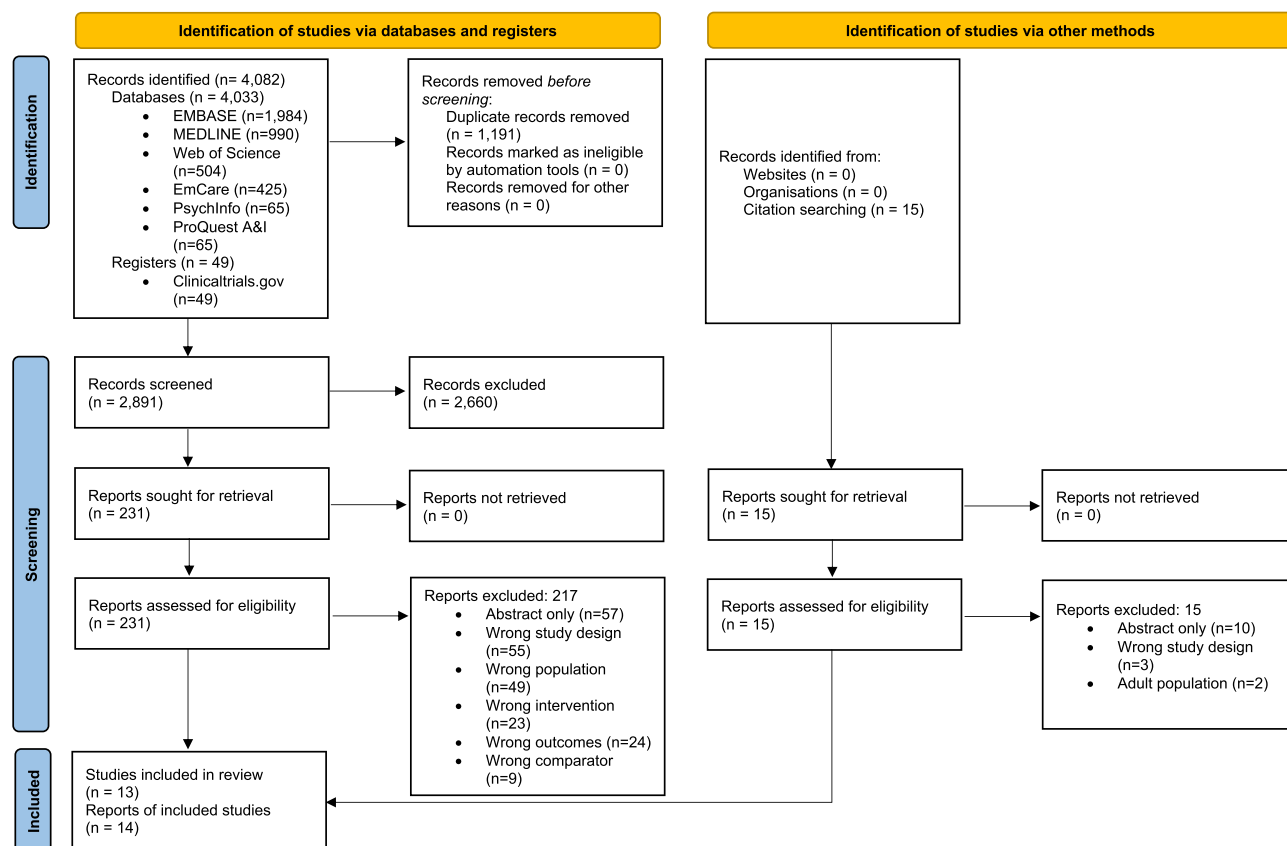 Identification of studies via databases and registers
Identification of studies via other methods
Identification
Records identified (n= 4,082)
Databases (n = 4,033)
• EMBASE (n=1,984)
• MEDLINE (n=990)
• Web of Science
(n=504)
• EmCare (n=425)
• PsychInfo (n=65)
• ProQuest A&I
(n=65)
Registers (n = 49)
• Clinicaltrials.gov
(n=49)
Records removed before
screening:
Duplicate records removed
(n = 1,191)
Records marked as ineligible
by automation tools (n = 0)
Records removed for other
reasons (n = 0)
Records identified from:
Websites (n = 0)
Organisations (n = 0)
Citation searching (n = 15)
Screening
Records screened
(n = 2,891)
Records excluded
(n = 2,660)
Reports sought for retrieval
(n = 231)
Reports not retrieved
(n = 0)
Reports sought for retrieval
(n = 15)
Reports not retrieved
(n = 0)
Reports assessed for eligibility
(n = 231)
Reports excluded: 217
• Abstract only (n=57)
• Wrong study design
(n=55)
• Wrong population
(n=49)
• Wrong intervention
(n=23)
• Wrong outcomes (n=24)
• Wrong comparator
(n=9)
Reports assessed for eligibility
(n = 15)
Reports excluded: 15
• Abstract only (n=10)
• Wrong study design
(n=3)
• Adult population (n=2)
Included
Studies included in review
(n = 13)
Reports of included studies
(n = 14)